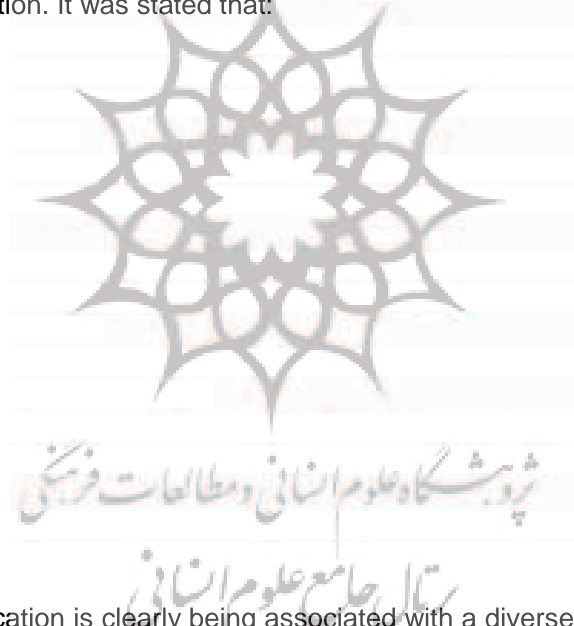 tion. It was stated that:
پژوهشگاه علوم انسانی و مطالعات فرهنگی
پرتال جامع علوم انسانی
cation is clearly being associated with a diverse